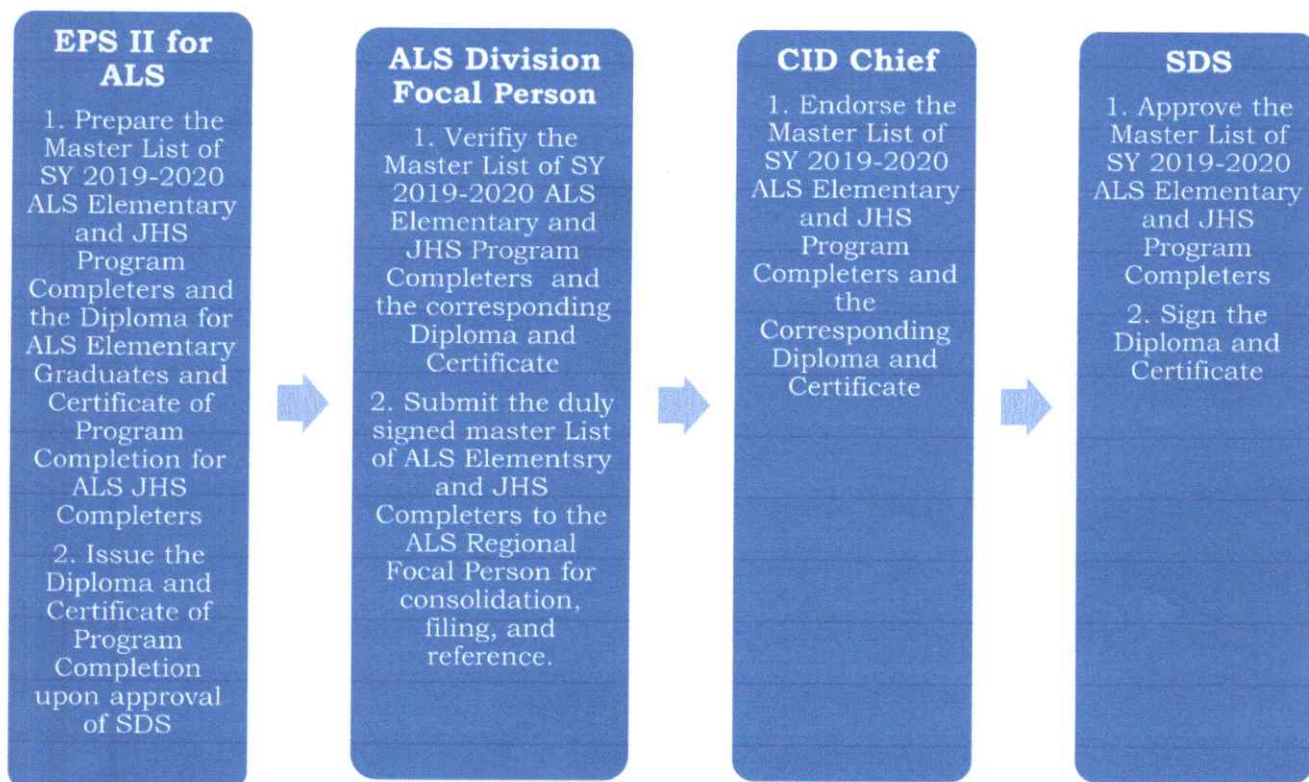 EPS II for
ALS
1. Prepare the
Master List of
SY 2019-2020
ALS Elementary
and JHS
Program
Completers and
the Diploma for
ALS Elementary
Graduates and
Certificate of
Program
Completion for
ALS JHS
Completers
2. Issue the
Diploma and
Certificate of
Program
Completion
upon approval
of SDS
ALS Division
Focal Person
1. Verifiy the
Master List of SY
2019-2020 ALS
Elementary and
JHS Program
Completers and
the corresponding
Diploma and
Certificate
2. Submit the duly
signed master List
of ALS Elementsry
and JHS
Completers to the
ALS Regional
Focal Person for
consolidation,
filing, and
reference.
CID Chief
1. Endorse the
Master List of
SY 2019-2020
ALS Elementary
and JHS
Program
Completers and
the
Corresponding
Diploma and
Certificate
SDS
1. Approve the
Master List of
SY 2019-2020
ALS Elementary
and JHS
Program
Completers
2. Sign the
Diploma and
Certificate